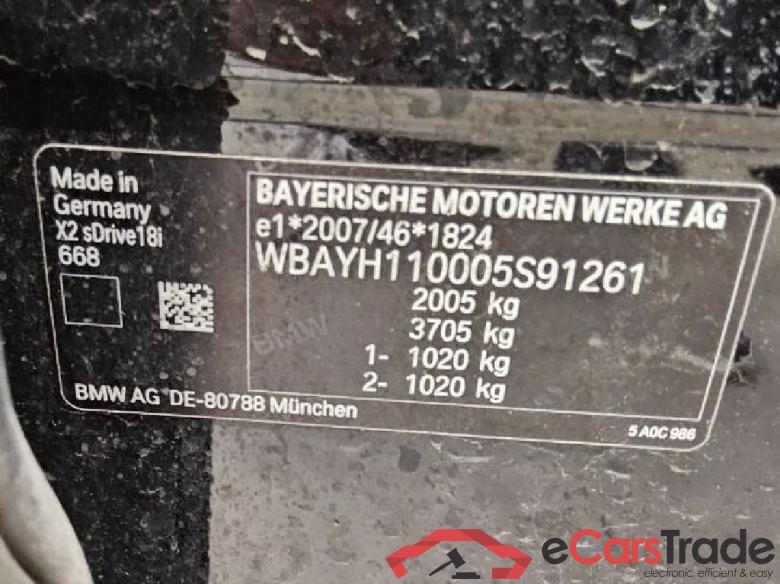 Made in
Germany
X2 sDrive18i
668
BAYERISCHE MOTOREN WERKE AG
e1*2007/46*1824
WBAYH110005S91261
2005 kg
3705 kg
1- 1020 kg
2- 1020 kg
BMW
BMW AG DE-80788 München
5 A0C 986
eCarsTrade
electronic, efficient & easy